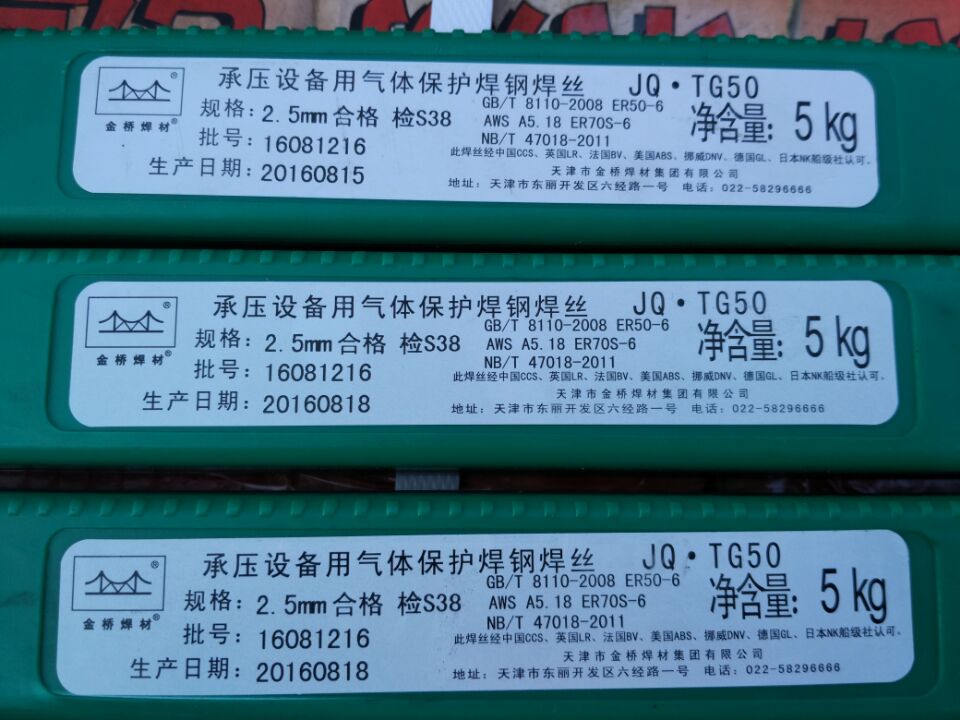 承压设备用气体保护焊钢焊丝 JQ·TG50
规格: 2.5mm 合格 检S38
GB/T 8110-2008 ER50-6
AWS A5.18 ER70S-6
NB/T 47018-2011
净含量: 5 kg
批号: 16081216
此焊丝经中国CCS、英国LR、法国BV、美国ABS、挪威DNV、德国GL、日本NK船级社认可。
生产日期: 20160815
天津市金桥焊材集团有限公司
地址: 天津市东丽开发区六经路一号 电话: 022-58296666
金桥焊材®
承压设备用气体保护焊钢焊丝 JQ·TG50
规格: 2.5mm 合格 检S38
GB/T 8110-2008 ER50-6
AWS A5.18 ER70S-6
NB/T 47018-2011
净含量: 5 kg
批号: 16081216
此焊丝经中国CCS、英国LR、法国BV、美国ABS、挪威DNV、德国GL、日本NK船级社认可。
生产日期: 20160818
天津市金桥焊材集团有限公司
地址: 天津市东丽开发区六经路一号 电话: 022-58296666
金桥焊材®
承压设备用气体保护焊钢焊丝 JQ·TG50
规格: 2.5mm 合格 检S38
GB/T 8110-2008 ER50-6
AWS A5.18 ER70S-6
NB/T 47018-2011
净含量: 5 kg
批号: 16081216
此焊丝经中国CCS、英国LR、法国BV、美国ABS、挪威DNV、德国GL、日本NK船级社认可。
生产日期: 20160818
天津市金桥焊材集团有限公司
地址: 天津市东丽开发区六经路一号 电话: 022-58296666
金桥焊材®